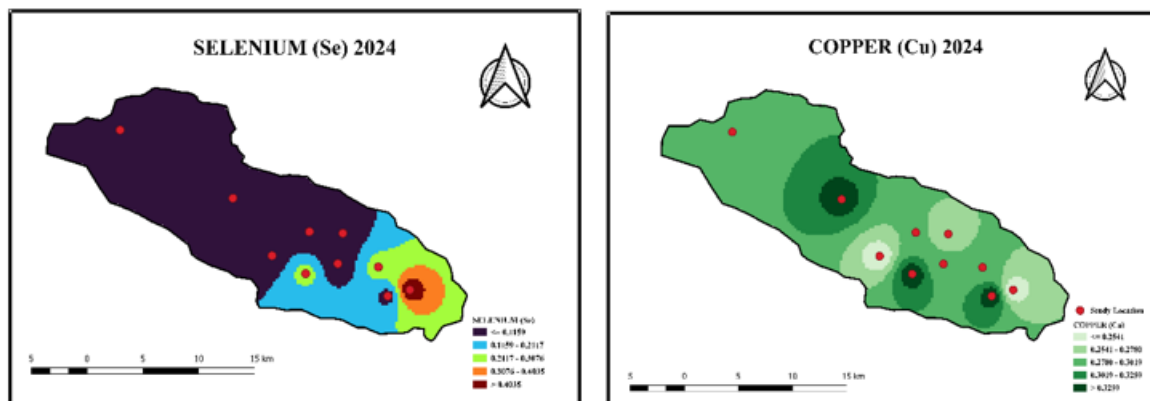 SELENIUM (Se) 2024
SELENIUM (Se)
<= 0.1159
0.1159 - 0.2117
0.2117 - 0.3076
0.3076 - 0.4035
> 0.4035
5 0 5 10 15 km
COPPER (Cu) 2024
Study Location
COPPER (Cu)
<= 0.2541
0.2541 - 0.2780
0.2780 - 0.3019
0.3019 - 0.3259
> 0.3259
5 0 5 10 15 km